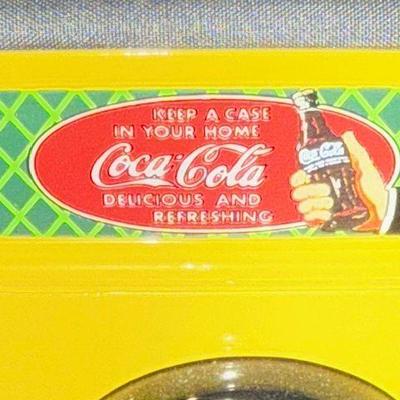 KEEP A CASE
IN YOUR HOME
Coca-Cola
DELICIOUS AND
REFRESHING
Coca-Cola